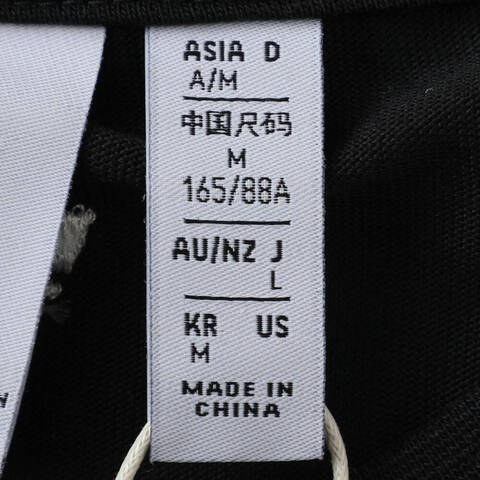 ASIA D
A/M
中国尺码
M
165/88A
AU/NZ J
L
KR US
M
MADE IN
CHINA